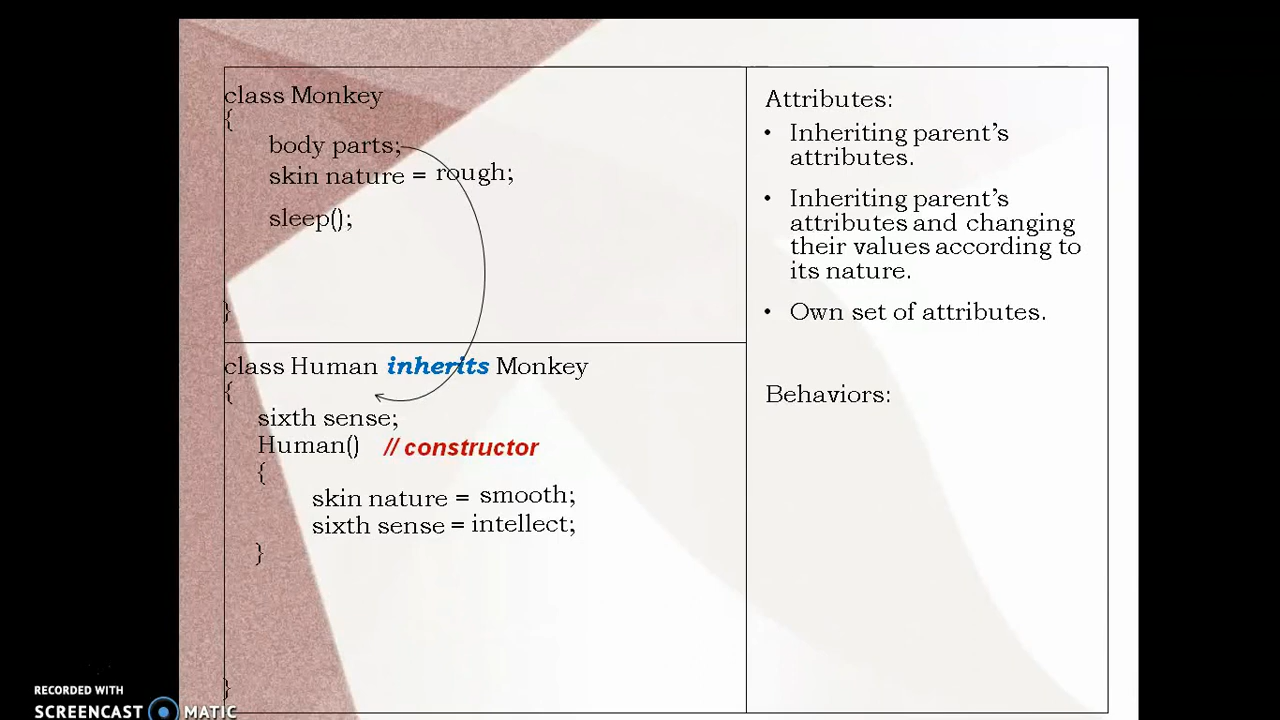 class Monkey
{
body parts;
skin nature = rough;
sleep();
}
class Human inherits Monkey
{
sixth sense;
Human() // constructor
{
skin nature = smooth;
sixth sense = intellect;
}
}
Attributes:
• Inheriting parent's
attributes.
• Inheriting parent's
attributes and changing
their values according to
its nature.
• Own set of attributes.
Behaviors:
RECORDED WITH
SCREENCAST MATIC